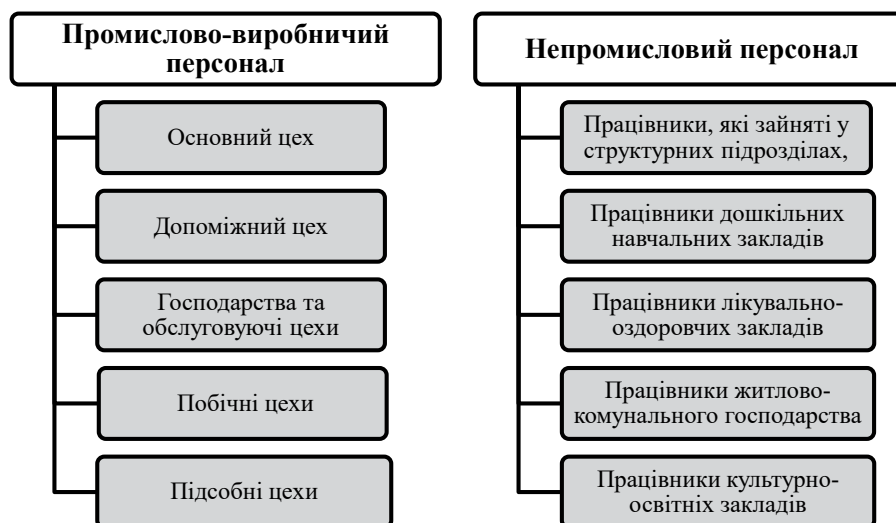 Промислово-виробничий
персонал
Основний цех
Допоміжний цех
Господарства та
обслуговуючі цехи
Побічні цехи
Підсобні цехи
Непромисловий персонал
Працівники, які зайняті у
структурних підрозділах,
Працівники дошкільних
навчальних закладів
Працівники лікувально-
оздоровчих закладів
Працівники житлово-
комунального господарства
Працівники культурно-
освітніх закладів